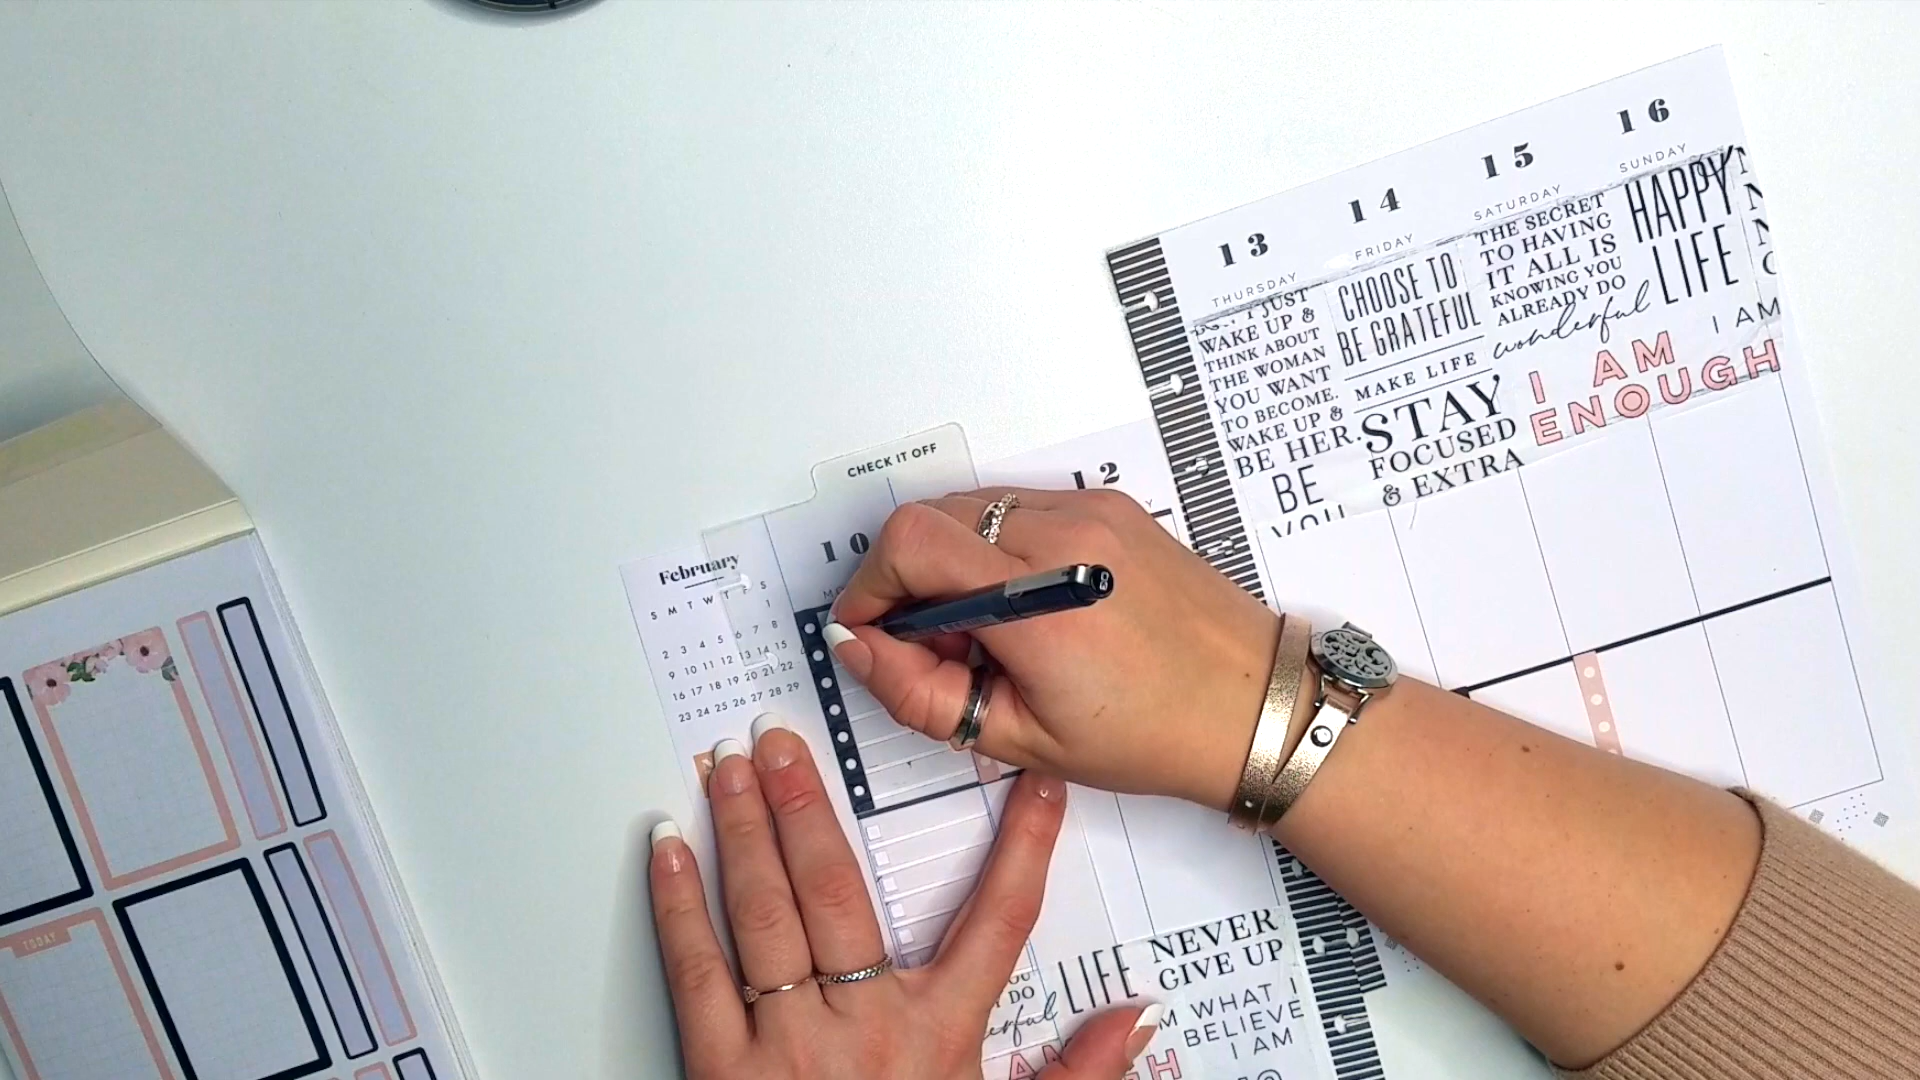 CHECK IT OFF
February
S M T W T F S
1
2 3 4 5 6 7 8
9 10 11 12 13 14 15
16 17 18 19 20 21 22
23 24 25 26 27 28 29
10
12
TODAY
03
LIFE
NEVER
GIVE UP
DO
WHAT I
BELIEVE
I AM
13
THURSDAY
JUST
WAKE UP &
THINK ABOUT
THE WOMAN
YOU WANT
TO BECOME.
WAKE UP &
BE HER.
BE
YOU
14
FRIDAY
CHOOSE TO
BE GRATEFUL
MAKE LIFE
STAY
FOCUSED
& EXTRA
15
SATURDAY
THE SECRET
TO HAVING
IT ALL IS
KNOWING YOU
ALREADY DO
wonderful
I AM
ENOUGH
16
SUNDAY
HAPPY
LIFE
I AM